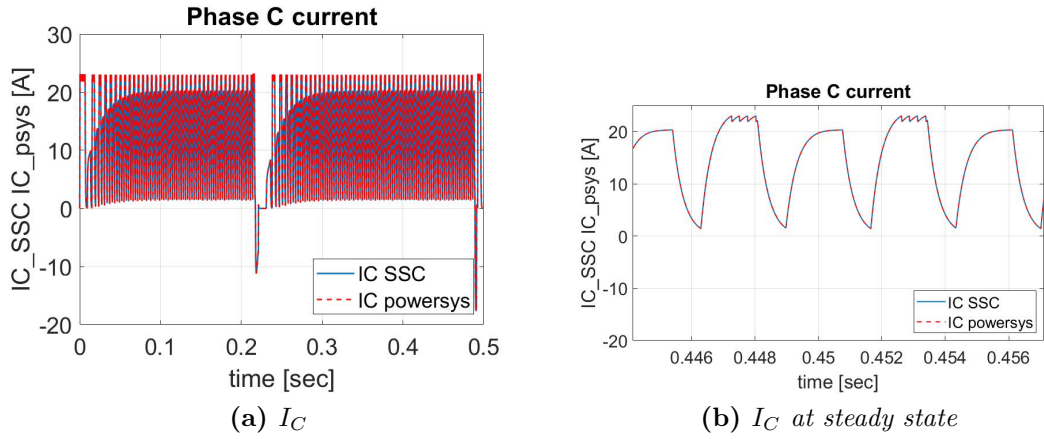 Phase C current
30
20
10
0
-10
-20
IC_SSC IC_psys [A]
IC SSC
IC powersys
0 0.1 0.2 0.3 0.4 0.5
time [sec]
(a) I_C
Phase C current
20
10
0
-10
-20
IC_SSC IC_psys [A]
IC SSC
IC powersys
0.446 0.448 0.45 0.452 0.454 0.456
time [sec]
(b) I_C at steady state